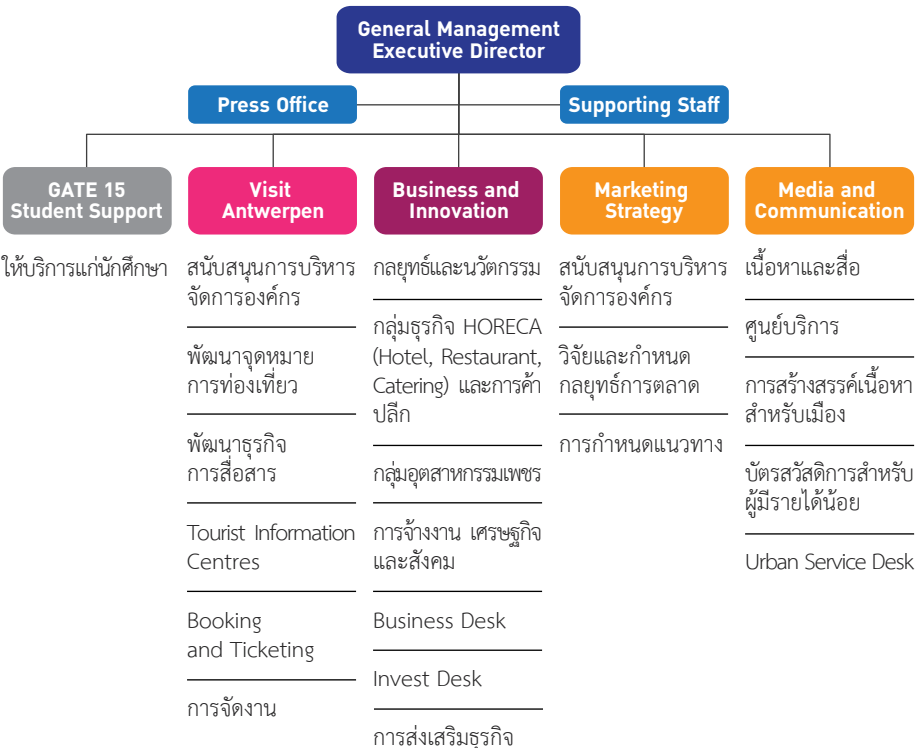 General Management
Executive Director
Press Office
Supporting Staff
GATE 15
Student Support
ให้บริการแก่นักศึกษา
Visit
Antwerpen
สนับสนุนการบริหาร
จัดการองค์กร
พัฒนาจุดหมาย
การท่องเที่ยว
พัฒนาธุรกิจ
การสื่อสาร
Tourist Information
Centres
Booking
and Ticketing
การจัดงาน
Business and
Innovation
กลยุทธ์และนวัตกรรม
กลุ่มธุรกิจ HORECA
(Hotel, Restaurant,
Catering) และการค้า
ปลีก
กลุ่มอุตสาหกรรมเพชร
การจ้างงาน เศรษฐกิจ
และสังคม
Business Desk
Invest Desk
การส่งเสริมธุรกิจ
Marketing
Strategy
สนับสนุนการบริหาร
จัดการองค์กร
วิจัยและกำหนด
กลยุทธ์การตลาด
การกำหนดแนวทาง
Media and
Communication
เนื้อหาและสื่อ
ศูนย์บริการ
การสร้างสรรค์เนื้อหา
สำหรับเมือง
บัตรสวัสดิการสำหรับ
ผู้มีรายได้น้อย
Urban Service Desk